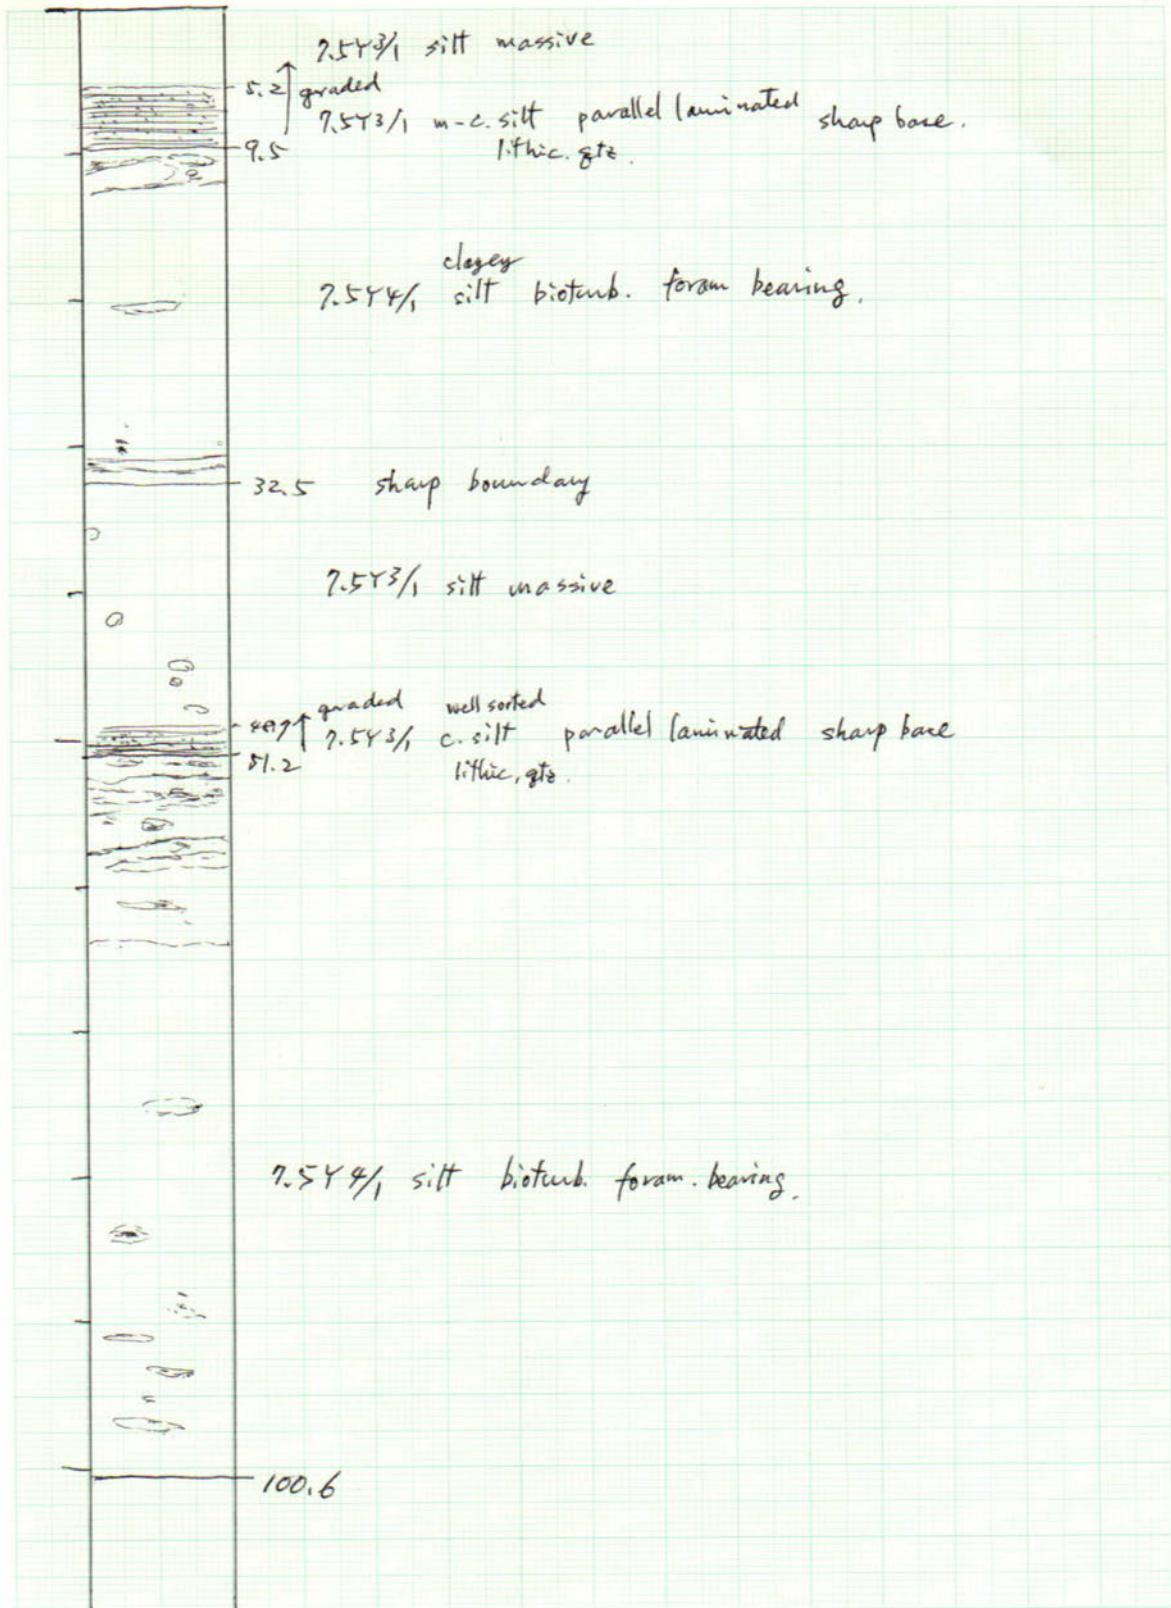 7.5Y3/1 silt massive
5.2 graded
7.5Y3/1 m-c. silt parallel laminated sharp base.
9.5 lithic. qtz.
clayey
7.5Y4/1 silt bioturb. foram bearing.
32.5 sharp boundary
7.5Y3/1 silt massive
graded well sorted
7.5Y3/1 c. silt parallel laminated sharp base
51.2 lithic, qtz.
7.5Y4/1 silt bioturb. foram. bearing.
100.6